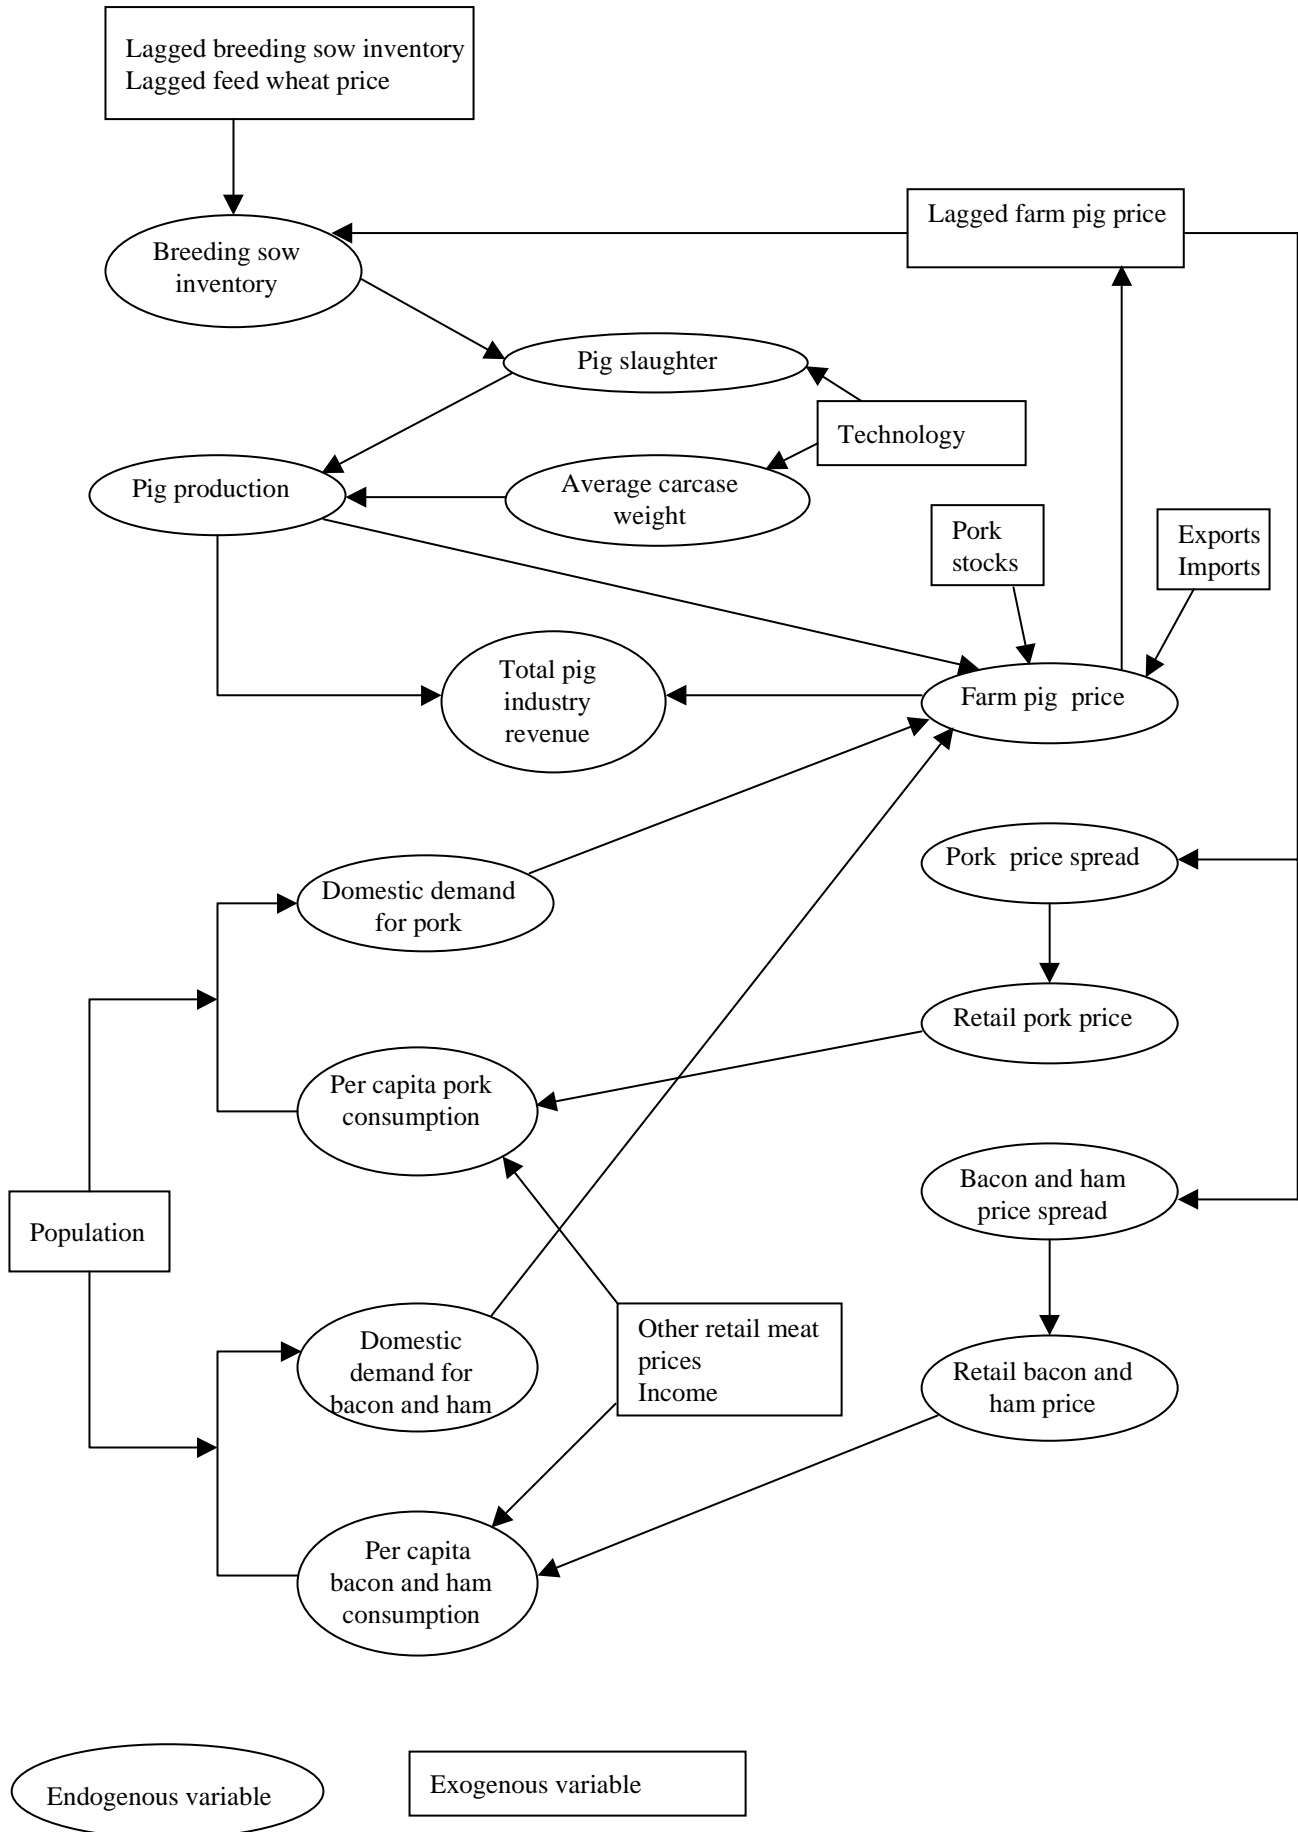 Lagged breeding sow inventory
Lagged feed wheat price
Lagged farm pig price
Breeding sow
inventory
Pig slaughter
Technology
Pig production
Average carcase
weight
Pork
stocks
Exports
Imports
Total pig
industry
revenue
Farm pig price
Pork price spread
Domestic demand
for pork
Retail pork price
Per capita pork
consumption
Bacon and ham
price spread
Population
Other retail meat
prices
Income
Domestic
demand for
bacon and ham
Retail bacon and
ham price
Per capita
bacon and ham
consumption
Endogenous variable
Exogenous variable